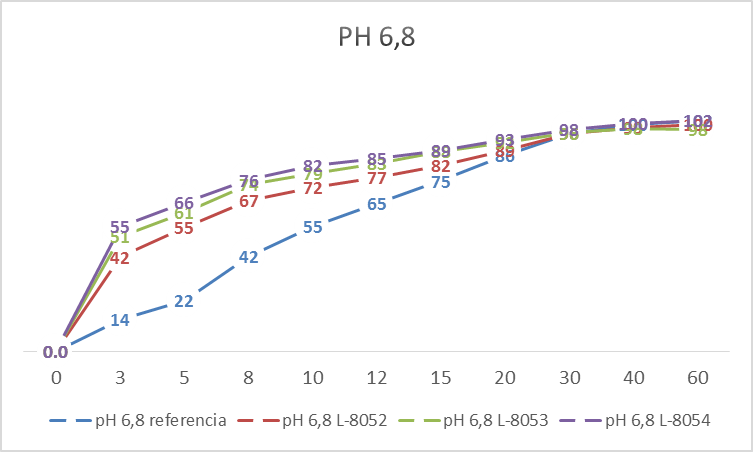 PH 6,8
55 66 76 82 85 89 93 98 100 102
51 61 74 79 83 98
42 55 67 72 77 82
14 22 42 55 65 75 86
0.0
0 3 5 8 10 12 15 20 30 40 60
pH 6,8 referencia pH 6,8 L-8052 pH 6,8 L-8053 pH 6,8 L-8054